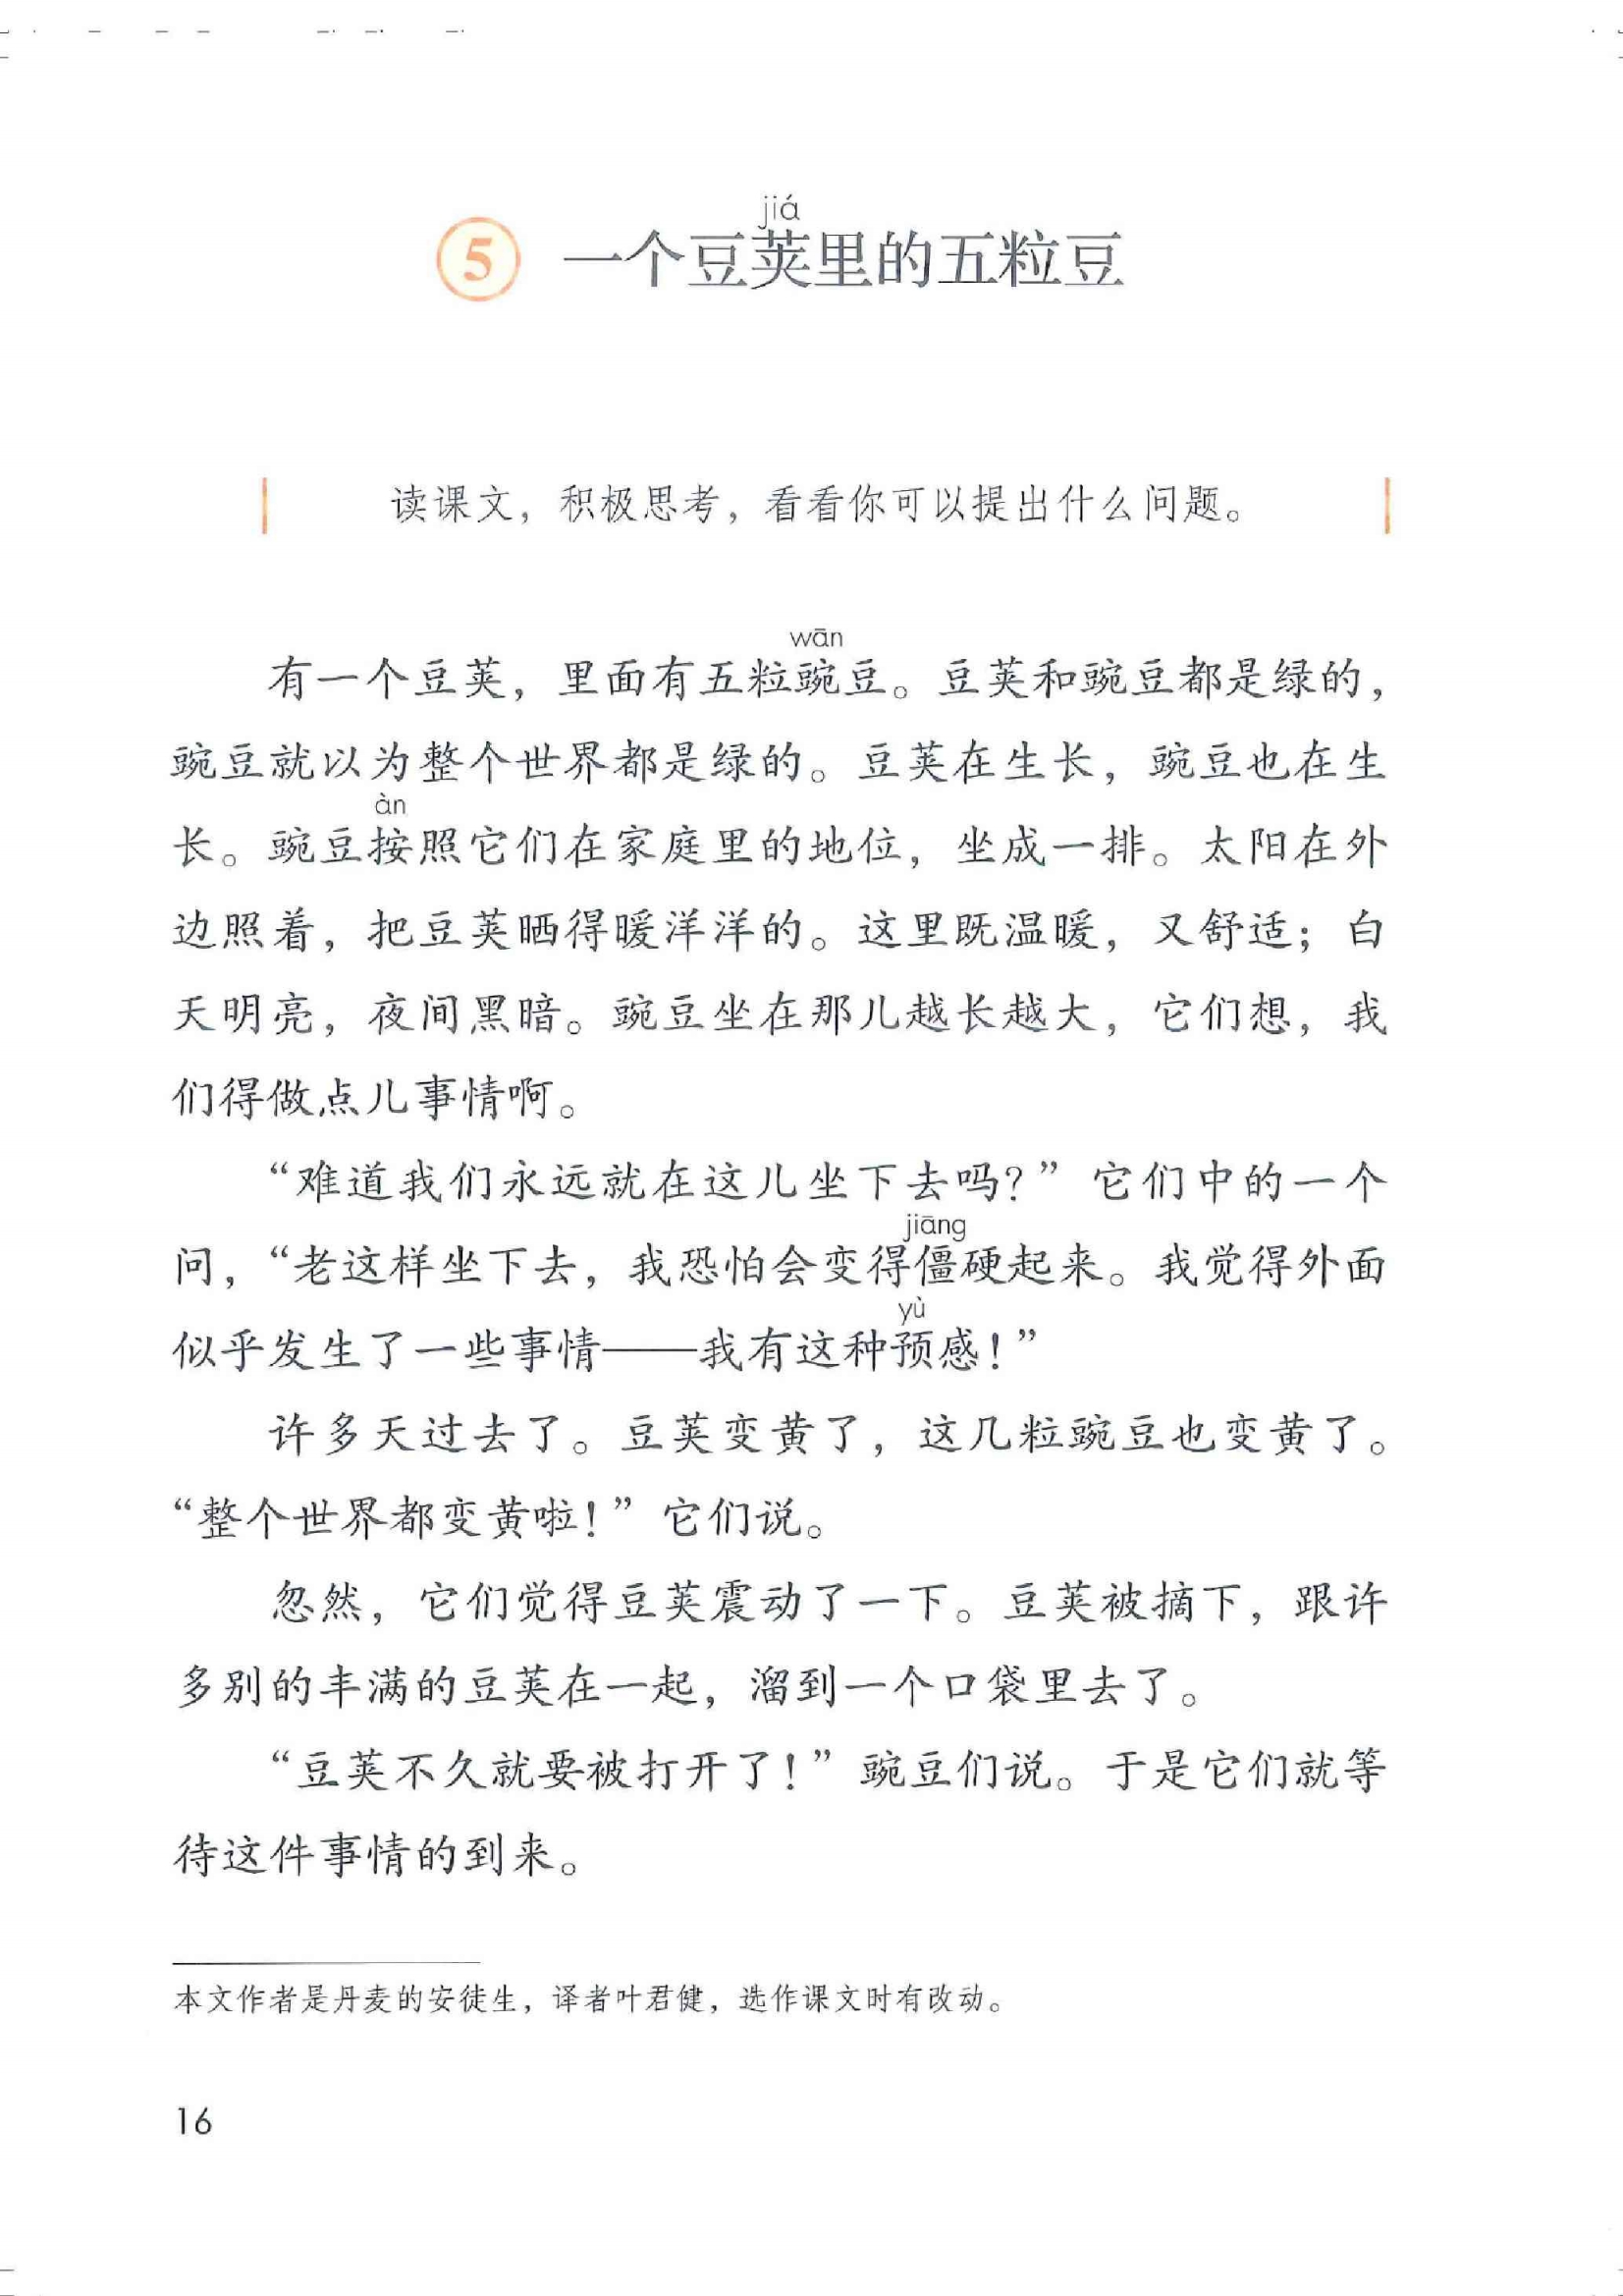 jiá
5 一个豆荚里的五粒豆
读课文，积极思考，看看你可以提出什么问题。
wān
有一个豆荚，里面有五粒豌豆。豆荚和豌豆都是绿的，
豌豆就以为整个世界都是绿的。豆荚在生长，豌豆也在生
àn
长。豌豆按照它们在家庭里的地位，坐成一排。太阳在外
边照着，把豆荚晒得暖洋洋的。这里既温暖，又舒适；白
天明亮，夜间黑暗。豌豆坐在那儿越长越大，它们想，我
们得做点儿事情啊。
“难道我们永远就在这儿坐下去吗？”它们中的一个
jiāng
问，“老这样坐下去，我恐怕会变得僵硬起来。我觉得外面
yù
似乎发生了一些事情——我有这种预感！”
许多天过去了。豆荚变黄了，这几粒豌豆也变黄了。
“整个世界都变黄啦！”它们说。
忽然，它们觉得豆荚震动了一下。豆荚被摘下，跟许
多别的丰满的豆荚在一起，溜到一个口袋里去了。
“豆荚不久就要被打开了！”豌豆们说。于是它们就等
待这件事情的到来。
本文作者是丹麦的安徒生，译者叶君健，选作课文时有改动。
16